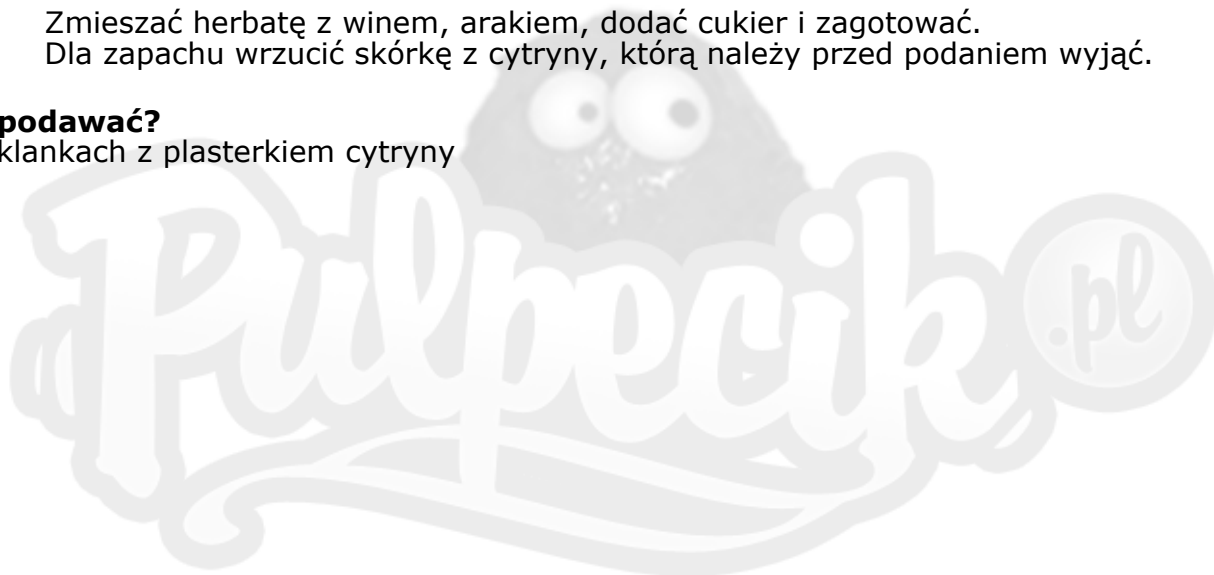 Zmieszać herbatę z winem, arakiem, dodać cukier i zagotować.
Dla zapachu wrzucić skórkę z cytryny, którą należy przed podaniem wyjąć.
podawać?
klankach z plasterkiem cytryny
Pulpecik.pl